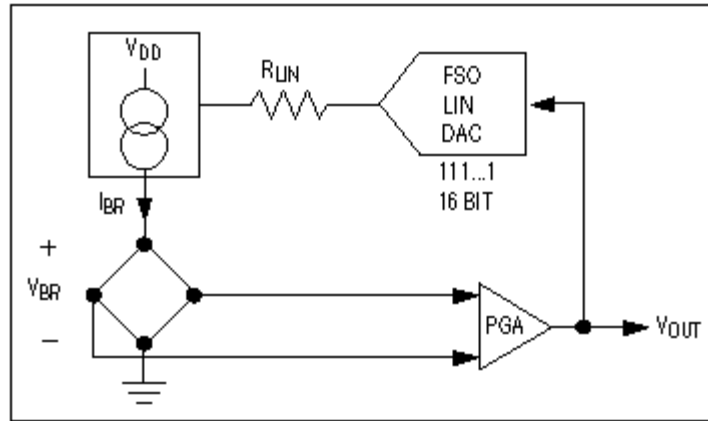 VDD
RLIN
FSO
LIN
DAC
111...1
16 BIT
IBR
+
VBR
−
PGA
VOUT